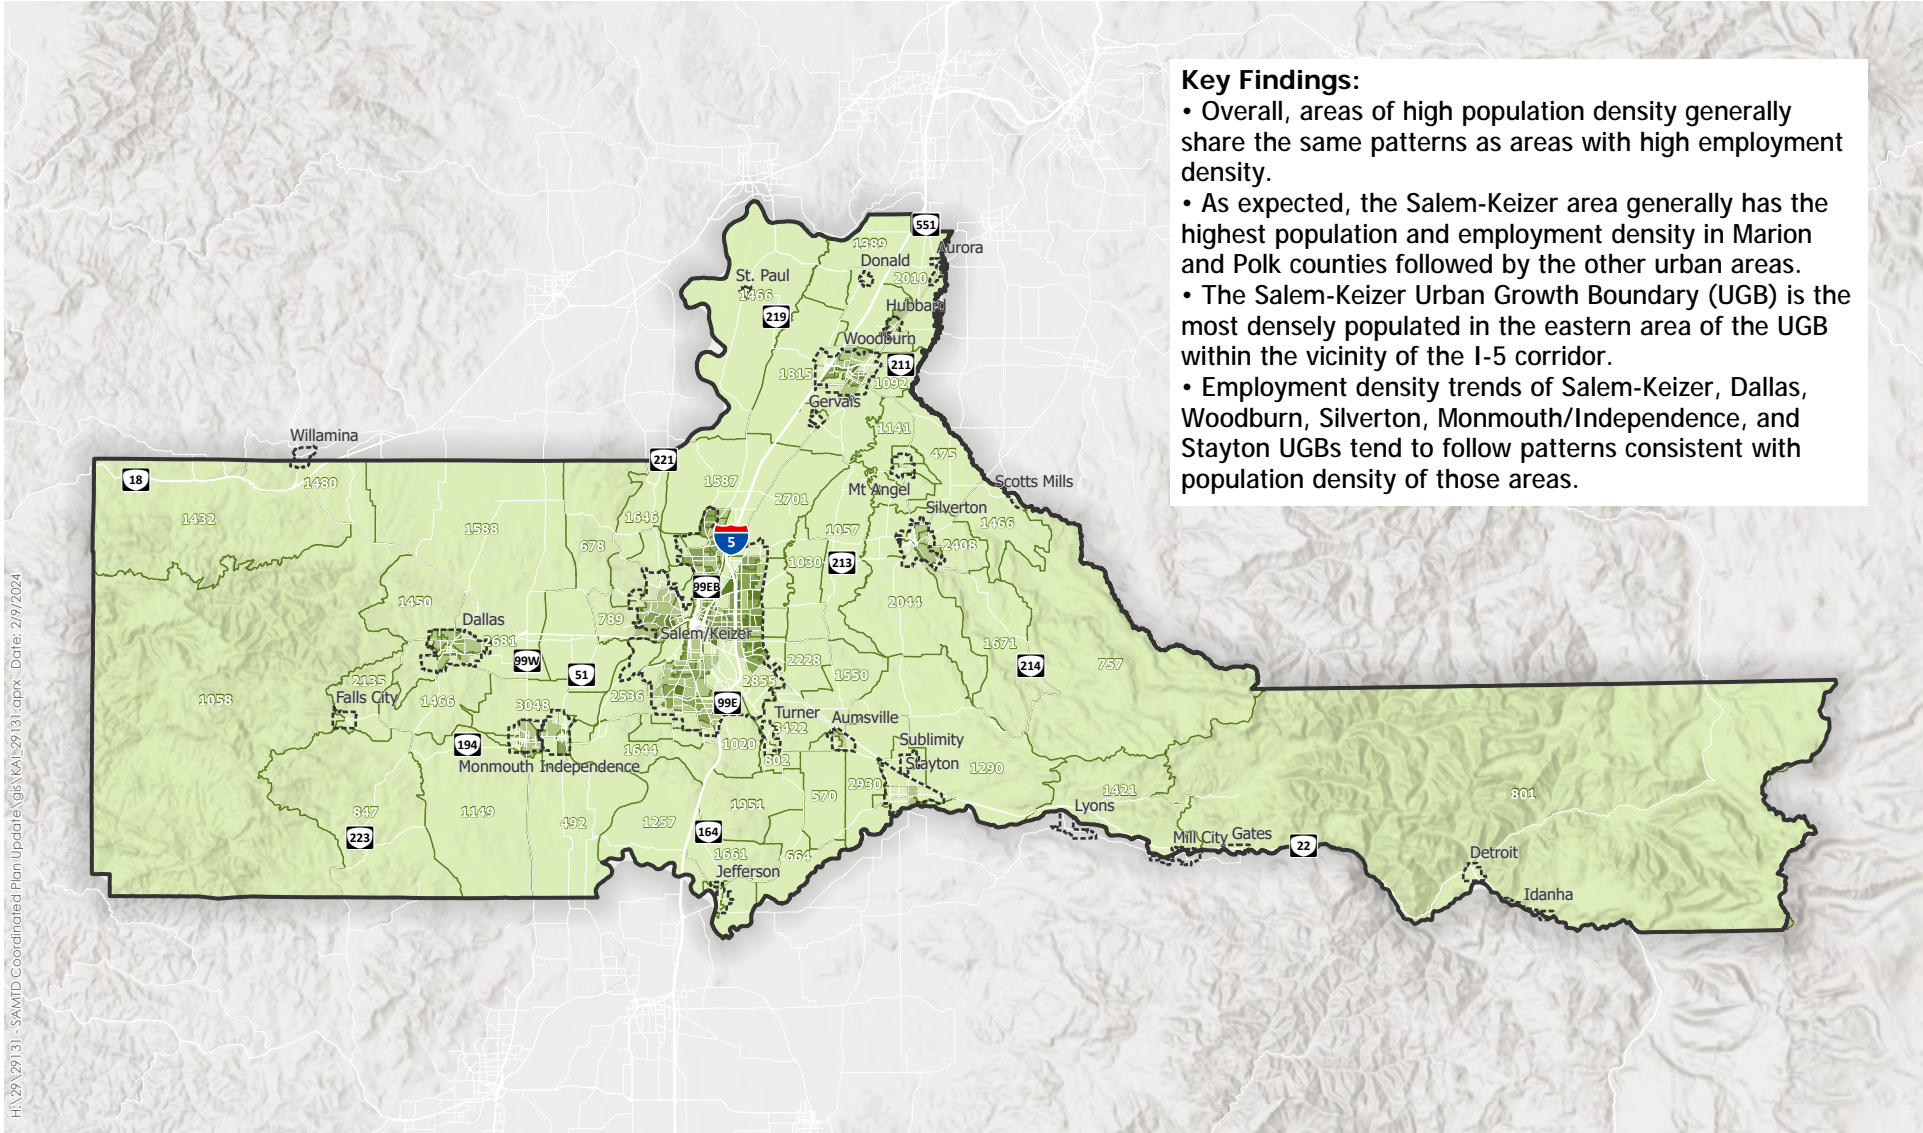 Key Findings:
• Overall, areas of high population density generally
share the same patterns as areas with high employment
density.
• As expected, the Salem-Keizer area generally has the
highest population and employment density in Marion
and Polk counties followed by the other urban areas.
• The Salem-Keizer Urban Growth Boundary (UGB) is the
most densely populated in the eastern area of the UGB
within the vicinity of the I-5 corridor.
• Employment density trends of Salem-Keizer, Dallas,
Woodburn, Silverton, Monmouth/Independence, and
Stayton UGBs tend to follow patterns consistent with
population density of those areas.
551
1389
Aurora
Donald
St. Paul
2010
1466
Hubbard
219
Woodburn
211
1815
1092
Gervais
1141
Willamina
475
221
18
1480
1587
Mt Angel
Scotts Mills
2701
Silverton
1432
1646
1466
1588
1057
5
678
2408
1030
213
99EB
1450
2044
789
Dallas
Salem/Keizer
2681
1671
99W
2228
757
214
51
1550
2135
2855
Falls City
1058
1466
2536
3048
99E
Turner
Aumsville
3422
194
1644
1020
Sublimity
802
Stayton
Monmouth
Independence
1290
2930
1421
801
570
1951
Lyons
847
1149
492
1257
164
223
Mill City
Gates
22
1661
664
Detroit
Jefferson
Idanha
H:\29\29131 - SAMTD Coordinated Plan Update\gis\KAI_29131.aprx Date: 2/9/2024